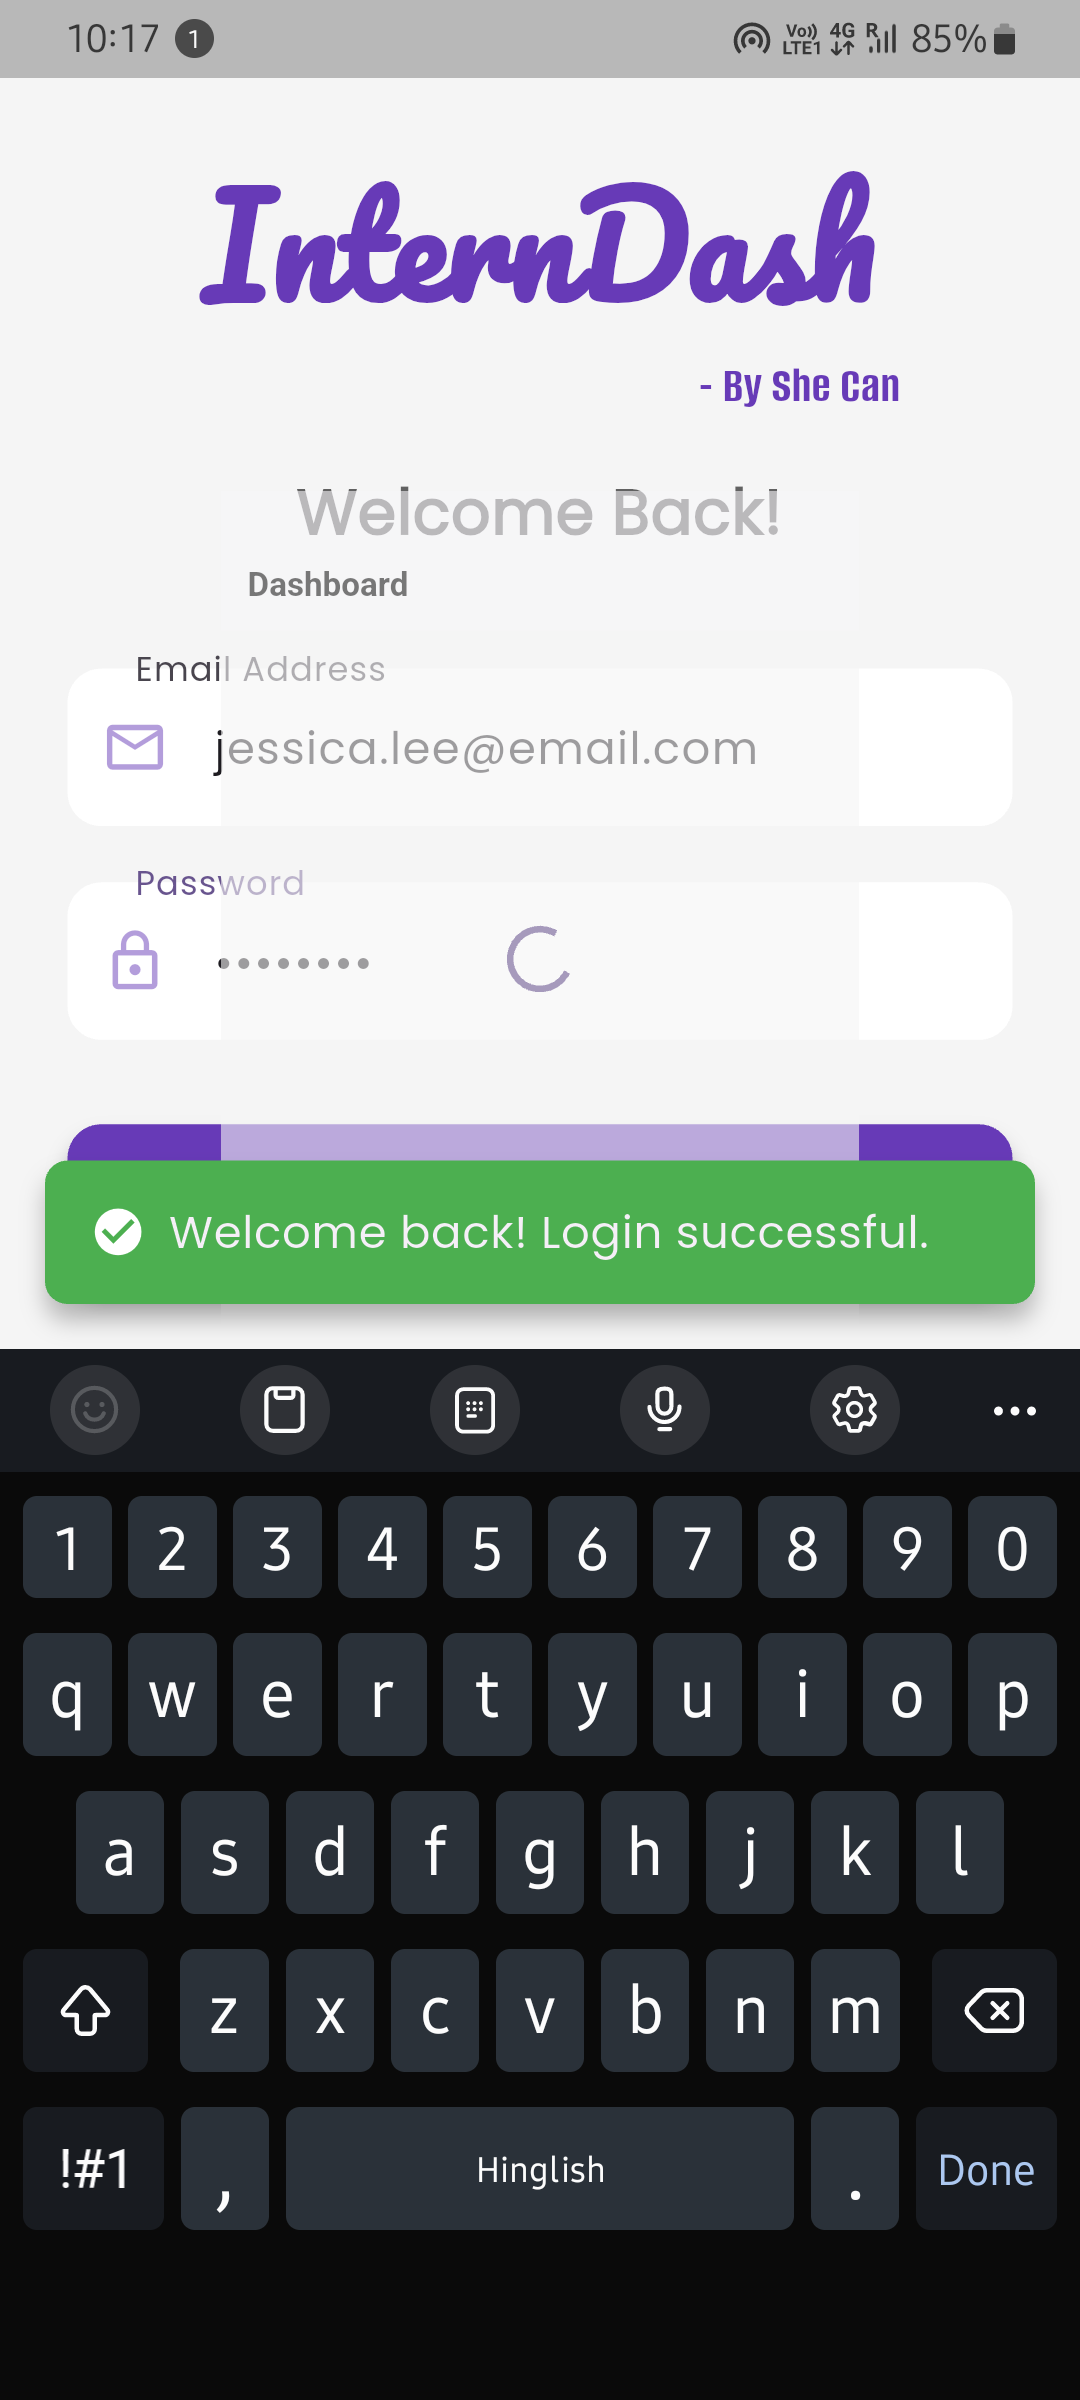 10:17 1 Vo)) LTE1 4G R 85%
InternDash
- By She Can
Welcome Back!
Dashboard
Email Address
jessica.lee@email.com
Password
••••••••
Welcome back! Login successful.
1 2 3 4 5 6 7 8 9 0
q w e r t y u i o p
a s d f g h j k l
z x c v b n m
!#1 , Hinglish . Done